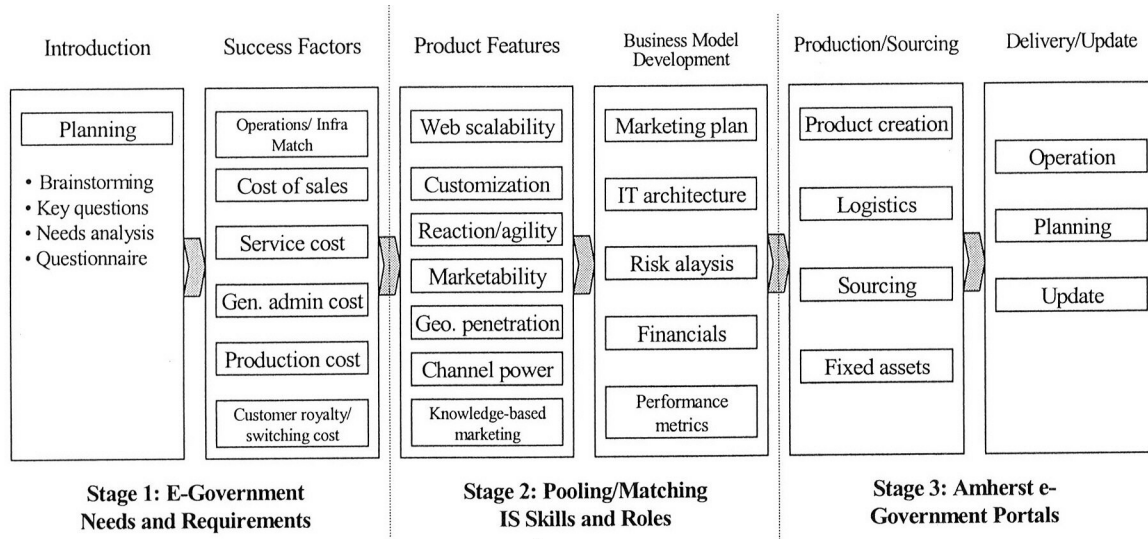 Introduction
Planning
• Brainstorming
• Key questions
• Needs analysis
• Questionnaire
Success Factors
Operations/ Infra
Match
Cost of sales
Service cost
Gen. admin cost
Production cost
Customer royalty/
switching cost
Stage 1: E-Government
Needs and Requirements
Product Features
Web scalability
Customization
Reaction/agility
Marketability
Geo. penetration
Channel power
Knowledge-based
marketing
Business Model
Development
Marketing plan
IT architecture
Risk alaysis
Financials
Performance
metrics
Stage 2: Pooling/Matching
IS Skills and Roles
Production/Sourcing
Product creation
Logistics
Sourcing
Fixed assets
Delivery/Update
Operation
Planning
Update
Stage 3: Amherst e-
Government Portals